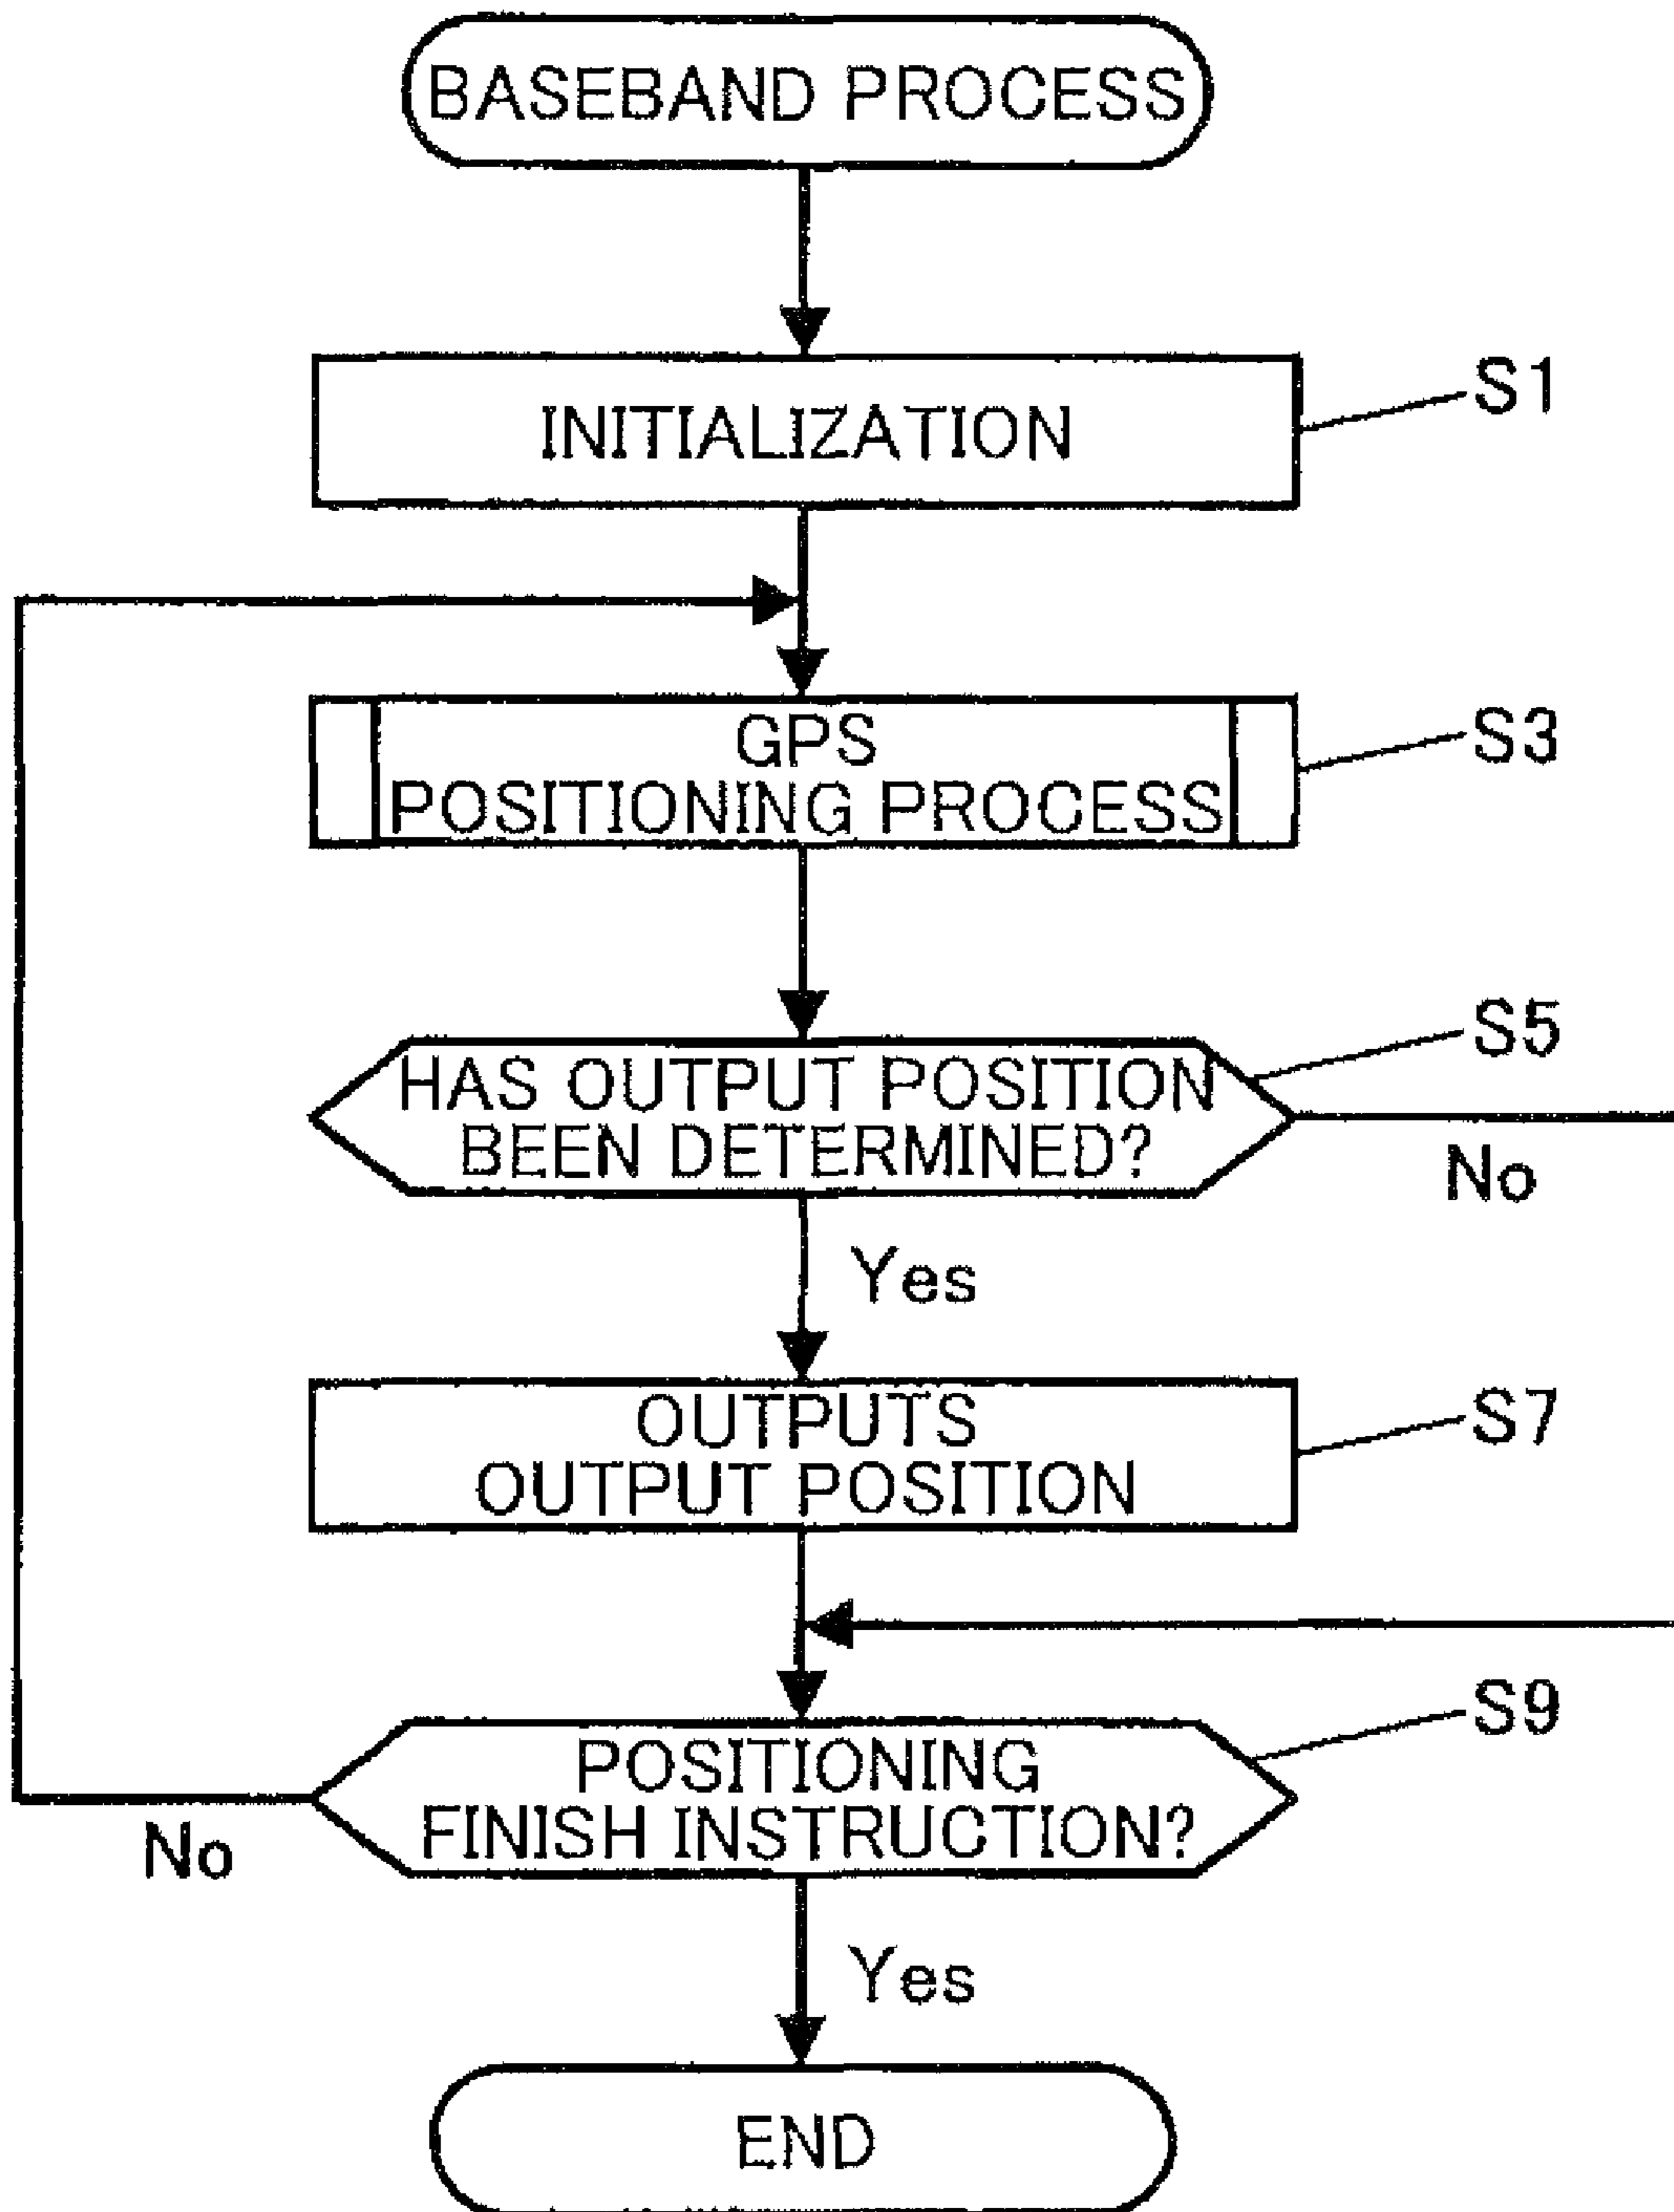 BASEBAND PROCESS
INITIALIZATION
S1
GPS
POSITIONING PROCESS
S3
HAS OUTPUT POSITION
BEEN DETERMINED?
S5
No
Yes
OUTPUTS
OUTPUT POSITION
S7
POSITIONING
FINISH INSTRUCTION?
S9
No
Yes
END